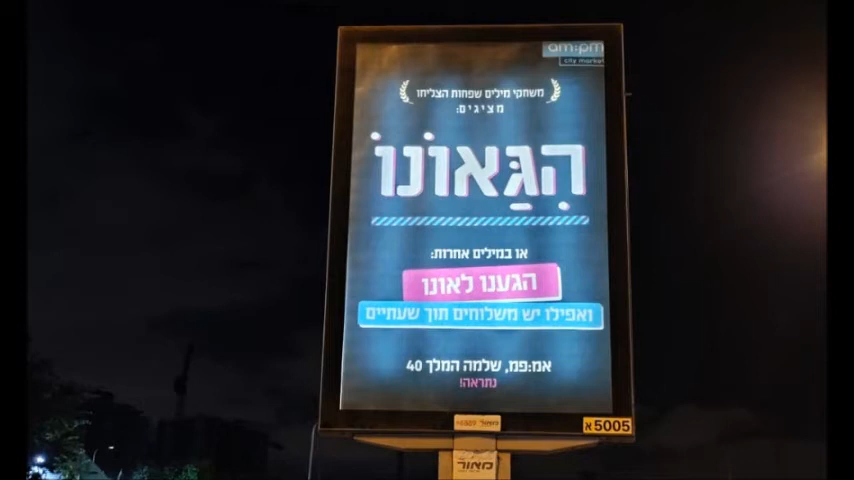 am:pm
city market
משחקי מילים שפחות הצליחו
מציגים:
הִגַּאוֹנוֹ
או במילים אחרות:
הגענו לאונו
ואפילו יש משלוחים תוך שעתיים
אמ:פמ, שלמה המלך 40
נתראה!
מאור
5005א
מאור